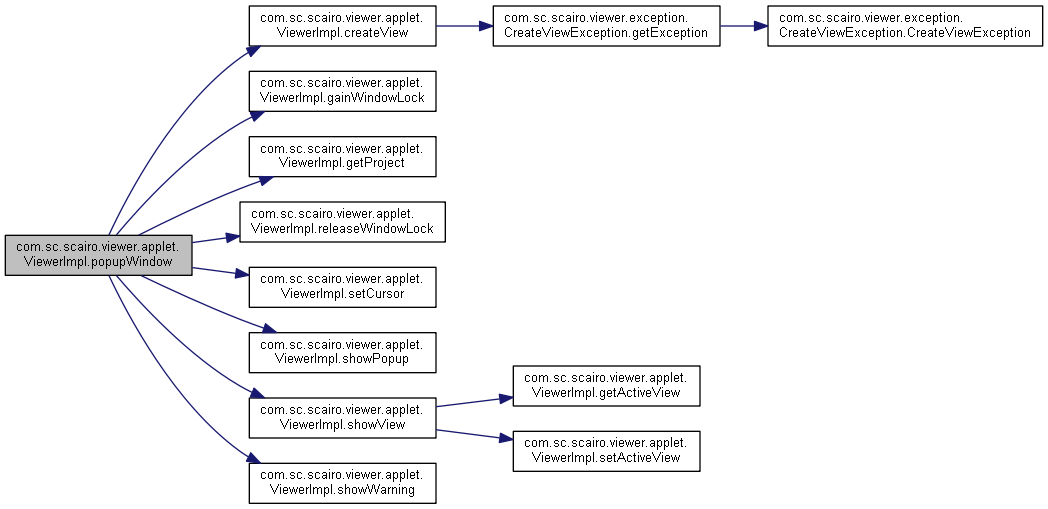 com.sc.scairo.viewer.applet.
ViewerImpl.createView
com.sc.scairo.viewer.exception.
CreateViewException.getException
com.sc.scairo.viewer.exception.
CreateViewException.CreateViewException
com.sc.scairo.viewer.applet.
ViewerImpl.gainWindowLock
com.sc.scairo.viewer.applet.
ViewerImpl.getProject
com.sc.scairo.viewer.applet.
ViewerImpl.releaseWindowLock
com.sc.scairo.viewer.applet.
ViewerImpl.popupWindow
com.sc.scairo.viewer.applet.
ViewerImpl.setCursor
com.sc.scairo.viewer.applet.
ViewerImpl.showPopup
com.sc.scairo.viewer.applet.
ViewerImpl.showView
com.sc.scairo.viewer.applet.
ViewerImpl.getActiveView
com.sc.scairo.viewer.applet.
ViewerImpl.setActiveView
com.sc.scairo.viewer.applet.
ViewerImpl.showWarning